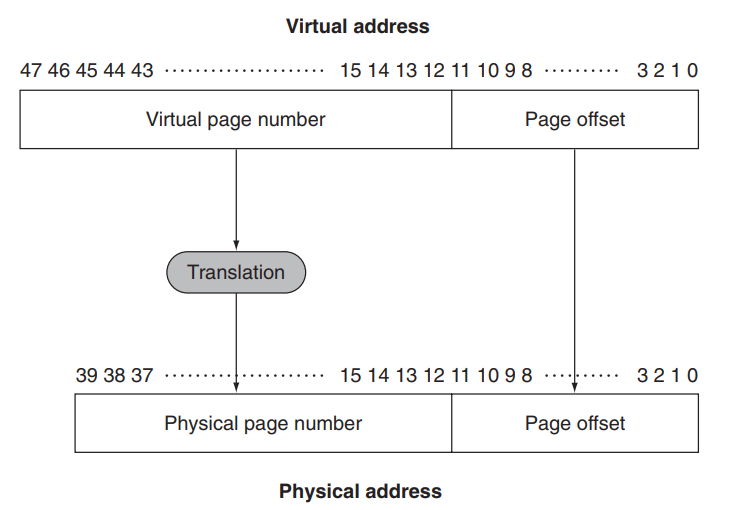 Virtual address
47 46 45 44 43 ····················· 15 14 13 12 11 10 9 8 ·········· 3 2 1 0
Virtual page number Page offset
Translation
39 38 37 ····················· 15 14 13 12 11 10 9 8 ·········· 3 2 1 0
Physical page number Page offset
Physical address